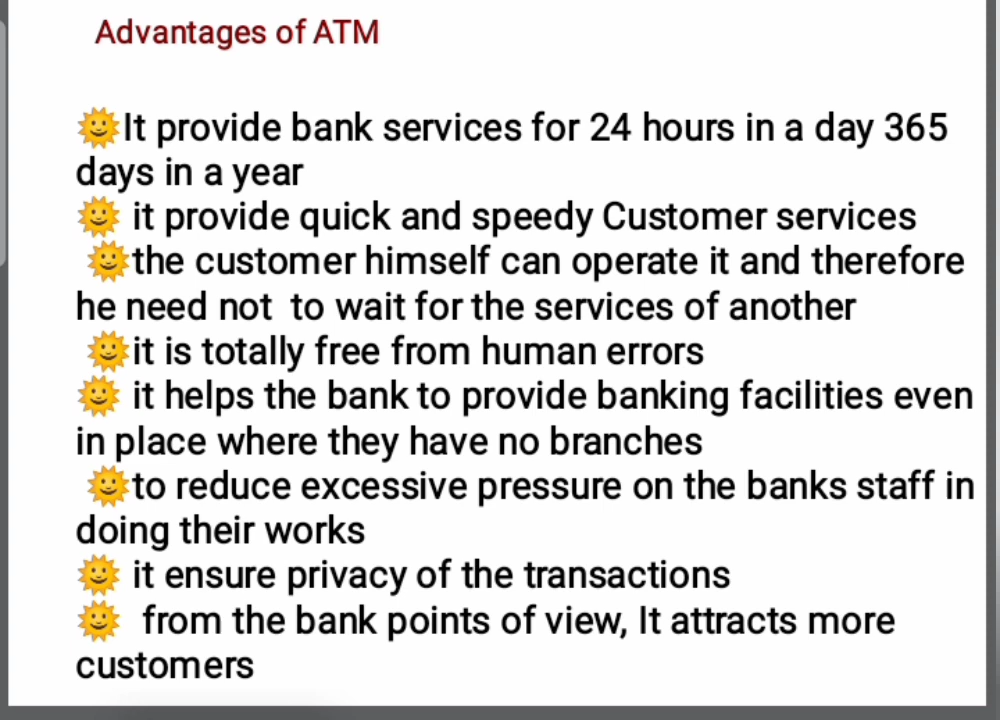 Advantages of ATM
🌞It provide bank services for 24 hours in a day 365
days in a year
🌞 it provide quick and speedy Customer services
🌞the customer himself can operate it and therefore
he need not  to wait for the services of another
🌞it is totally free from human errors
🌞 it helps the bank to provide banking facilities even
in place where they have no branches
🌞to reduce excessive pressure on the banks staff in
doing their works
🌞 it ensure privacy of the transactions
🌞  from the bank points of view, It attracts more
customers